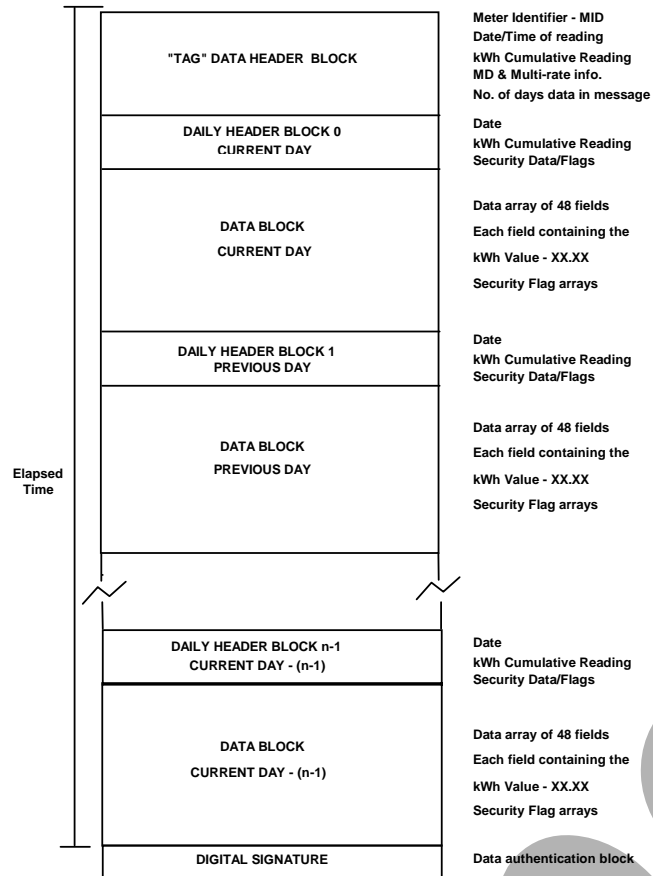 Meter Identifier - MID
Date/Time of reading
"TAG" DATA HEADER BLOCK
kWh Cumulative Reading
MD & Multi-rate info.
No. of days data in message
DAILY HEADER BLOCK 0
CURRENT DAY
Date
kWh Cumulative Reading
Security Data/Flags
DATA BLOCK
CURRENT DAY
Data array of 48 fields
Each field containing the
kWh Value - XX.XX
Security Flag arrays
DAILY HEADER BLOCK 1
PREVIOUS DAY
Date
kWh Cumulative Reading
Security Data/Flags
DATA BLOCK
PREVIOUS DAY
Data array of 48 fields
Each field containing the
kWh Value - XX.XX
Security Flag arrays
Elapsed
Time
DAILY HEADER BLOCK n-1
CURRENT DAY - (n-1)
Date
kWh Cumulative Reading
Security Data/Flags
DATA BLOCK
CURRENT DAY - (n-1)
Data array of 48 fields
Each field containing the
kWh Value - XX.XX
Security Flag arrays
DIGITAL SIGNATURE
Data authentication block